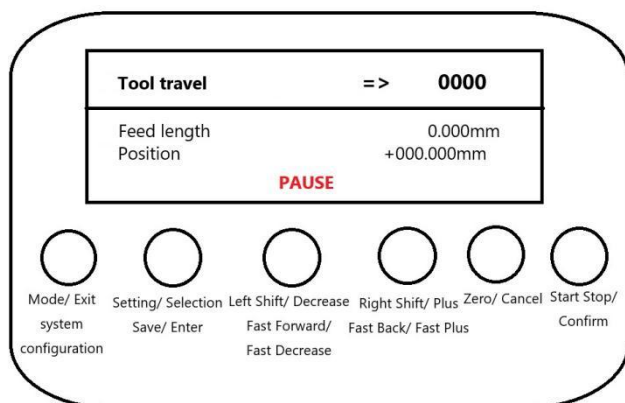 Tool travel => 0000
Feed length 0.000mm
Position +000.000mm
PAUSE
Mode/ Exit
system
configuration
Setting/ Selection
Save/ Enter
Left Shift/ Decrease
Fast Forward/
Fast Decrease
Right Shift/ Plus
Fast Back/ Fast Plus
Zero/ Cancel
Start Stop/
Confirm